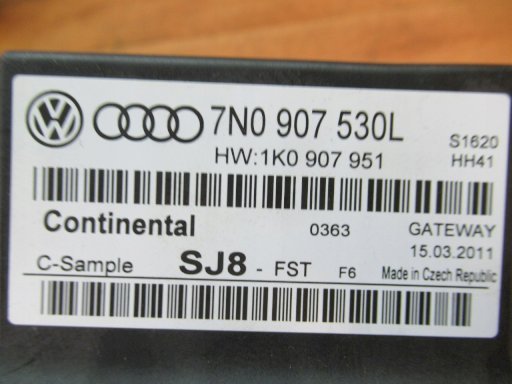 7N0 907 530L
S1620
HW:1K0 907 951
HH41
Continental 0363 GATEWAY
15.03.2011
C-Sample SJ8 - FST F6 Made in Czech Republic